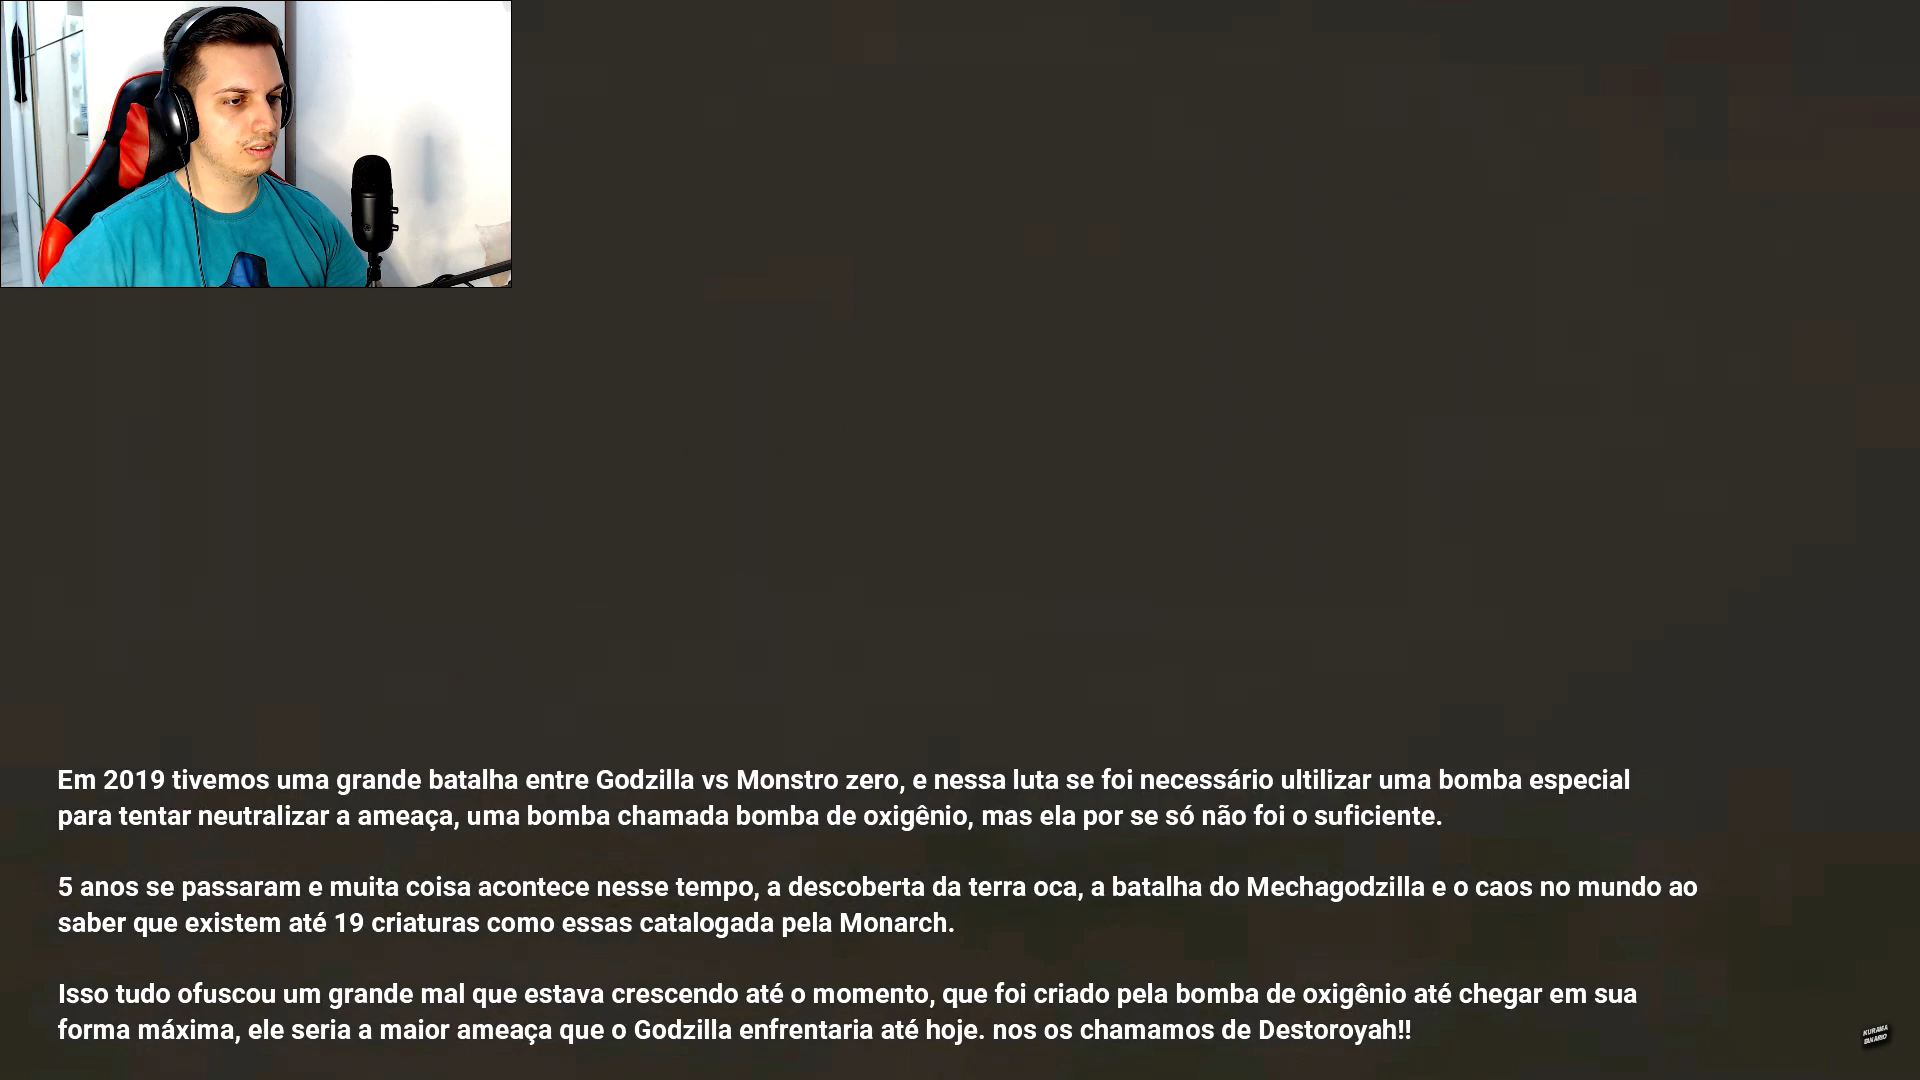 Em 2019 tivemos uma grande batalha entre Godzilla vs Monstro zero, e nessa luta se foi necessário ultilizar uma bomba especial
para tentar neutralizar a ameaça, uma bomba chamada bomba de oxigênio, mas ela por se só não foi o suficiente.
5 anos se passaram e muita coisa acontece nesse tempo, a descoberta da terra oca, a batalha do Mechagodzilla e o caos no mundo ao
saber que existem até 19 criaturas como essas catalogada pela Monarch.
Isso tudo ofuscou um grande mal que estava crescendo até o momento, que foi criado pela bomba de oxigênio até chegar em sua
forma máxima, ele seria a maior ameaça que o Godzilla enfrentaria até hoje. nos os chamamos de Destoroyah!!
KURAMA